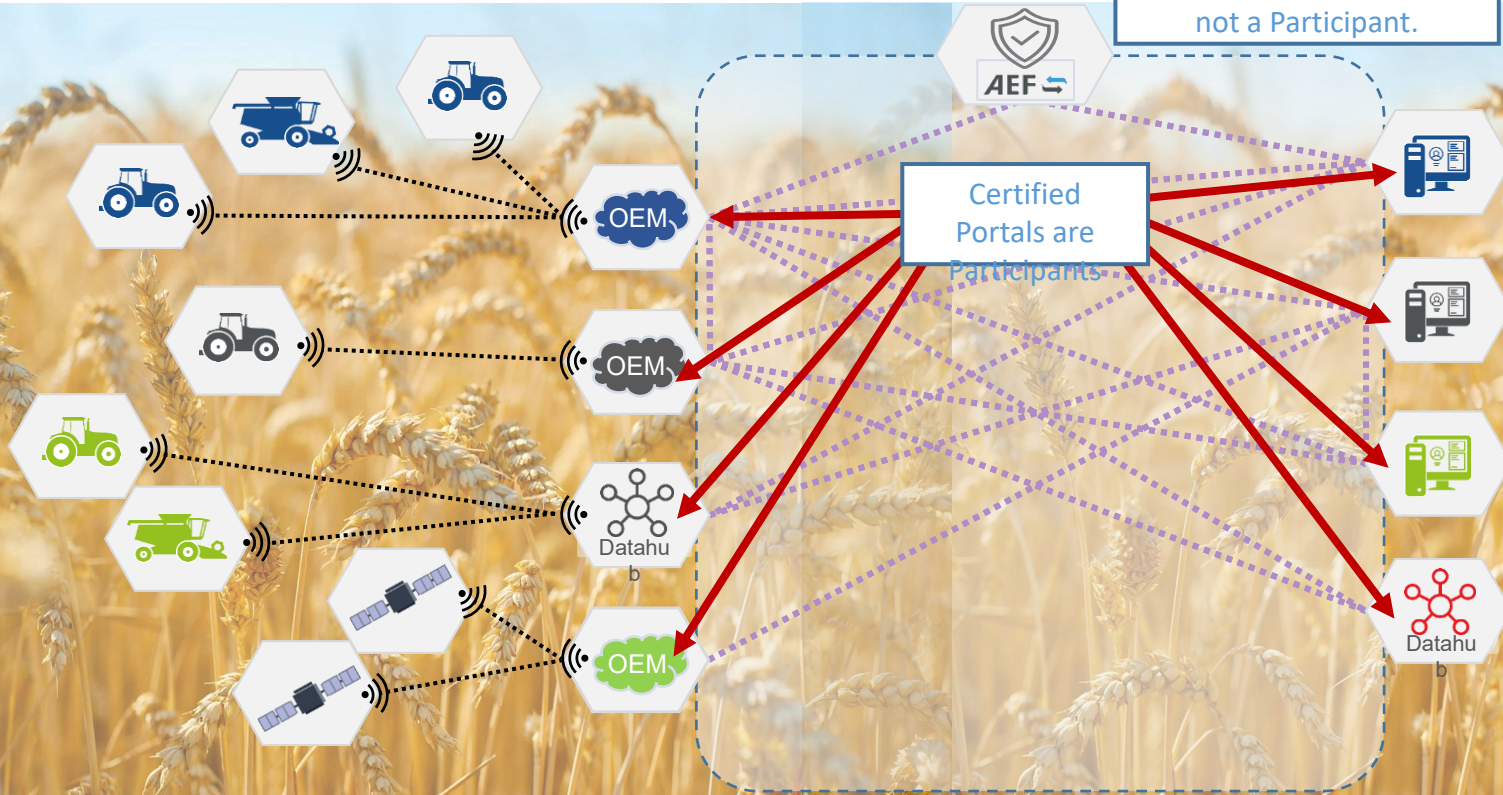 not a Participant.
AEF
OEM
Certified
Portals are
Participants
OEM
Datahu
b
OEM
Datahu
b